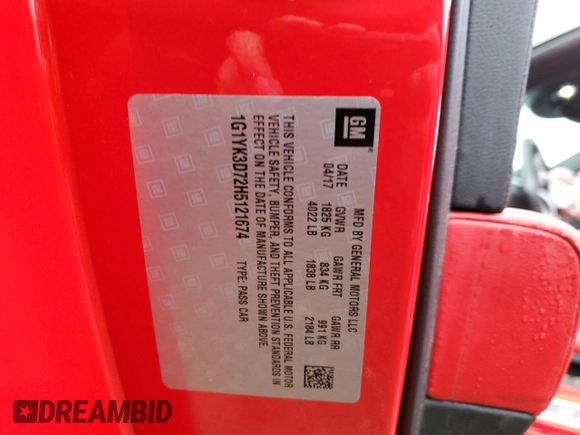 GM
MFD BY GENERAL MOTORS LLC
DATE GVWR GAWR FRT GAWR RR
04/17 1825 KG 834 KG 991 KG
4022 LB 1838 LB 2184 LB
THIS VEHICLE CONFORMS TO ALL APPLICABLE U.S. FEDERAL MOTOR
VEHICLE SAFETY, BUMPER, AND THEFT PREVENTION STANDARDS IN
EFFECT ON THE DATE OF MANUFACTURE SHOWN ABOVE.
1G1YK3D72H5121674 TYPE: PASS CAR
DREAMBID